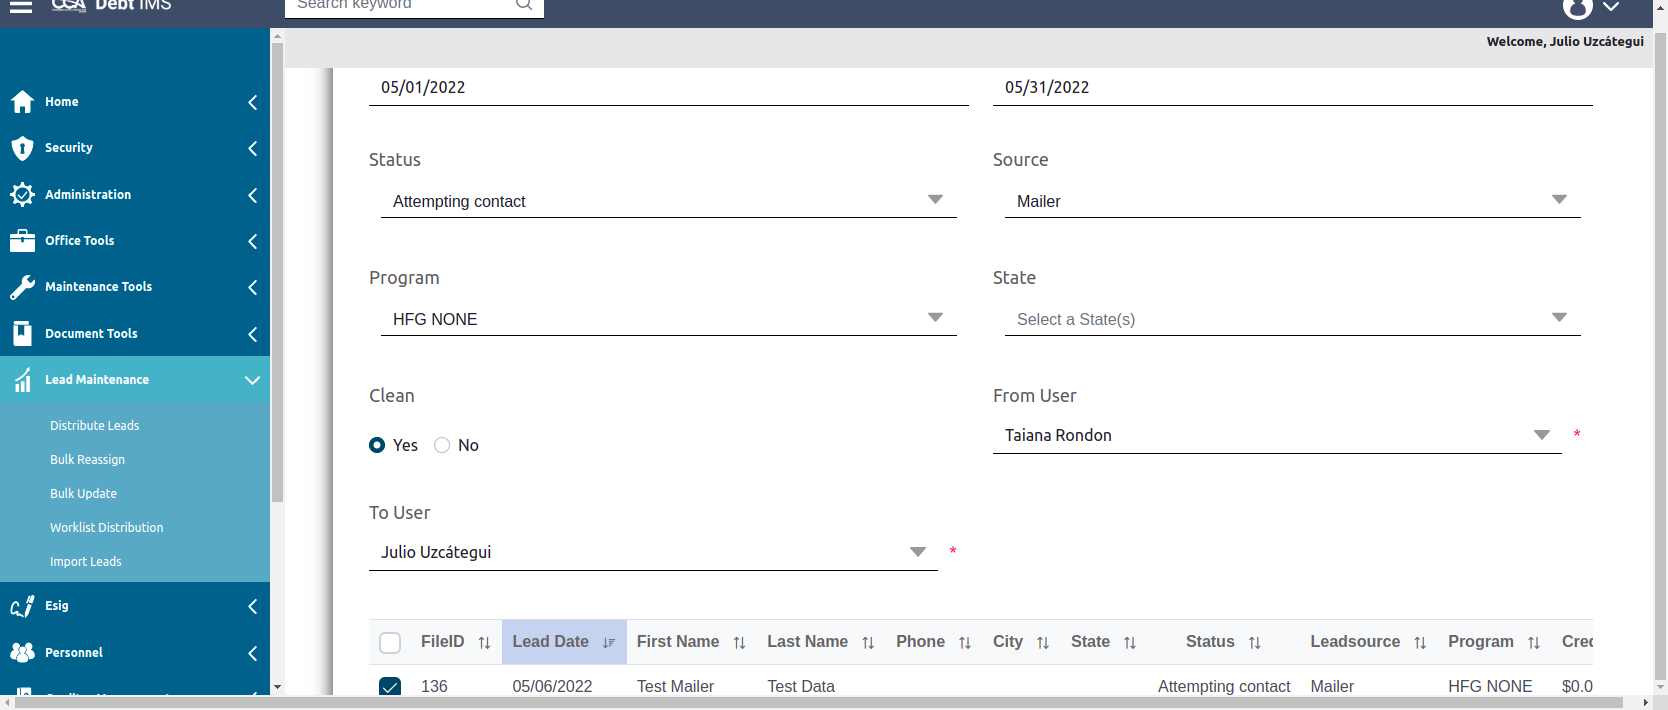 Debt IMS
Search keyword
Welcome, Julio Uzcátegui
Home
Security
Administration
Office Tools
Maintenance Tools
Document Tools
Lead Maintenance
Distribute Leads
Bulk Reassign
Bulk Update
Worklist Distribution
Import Leads
Esig
Personnel
05/01/2022
05/31/2022
Status
Source
Attempting contact
Mailer
Program
State
HFG NONE
Select a State(s)
Clean
From User
Yes No
Taiana Rondon *
To User
Julio Uzcátegui *
FileID Lead Date First Name Last Name Phone City State Status Leadsource Program
136 05/06/2022 Test Mailer Test Data Attempting contact Mailer HFG NONE $0.0